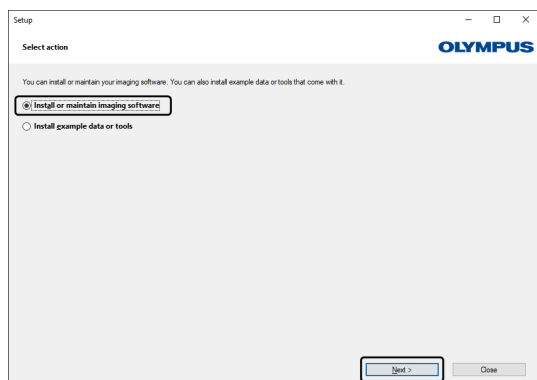 Setup
Select action
OLYMPUS
You can install or maintain your imaging software. You can also install example data or tools that come with it.
Install or maintain imaging software
Install example data or tools
Next >
Close